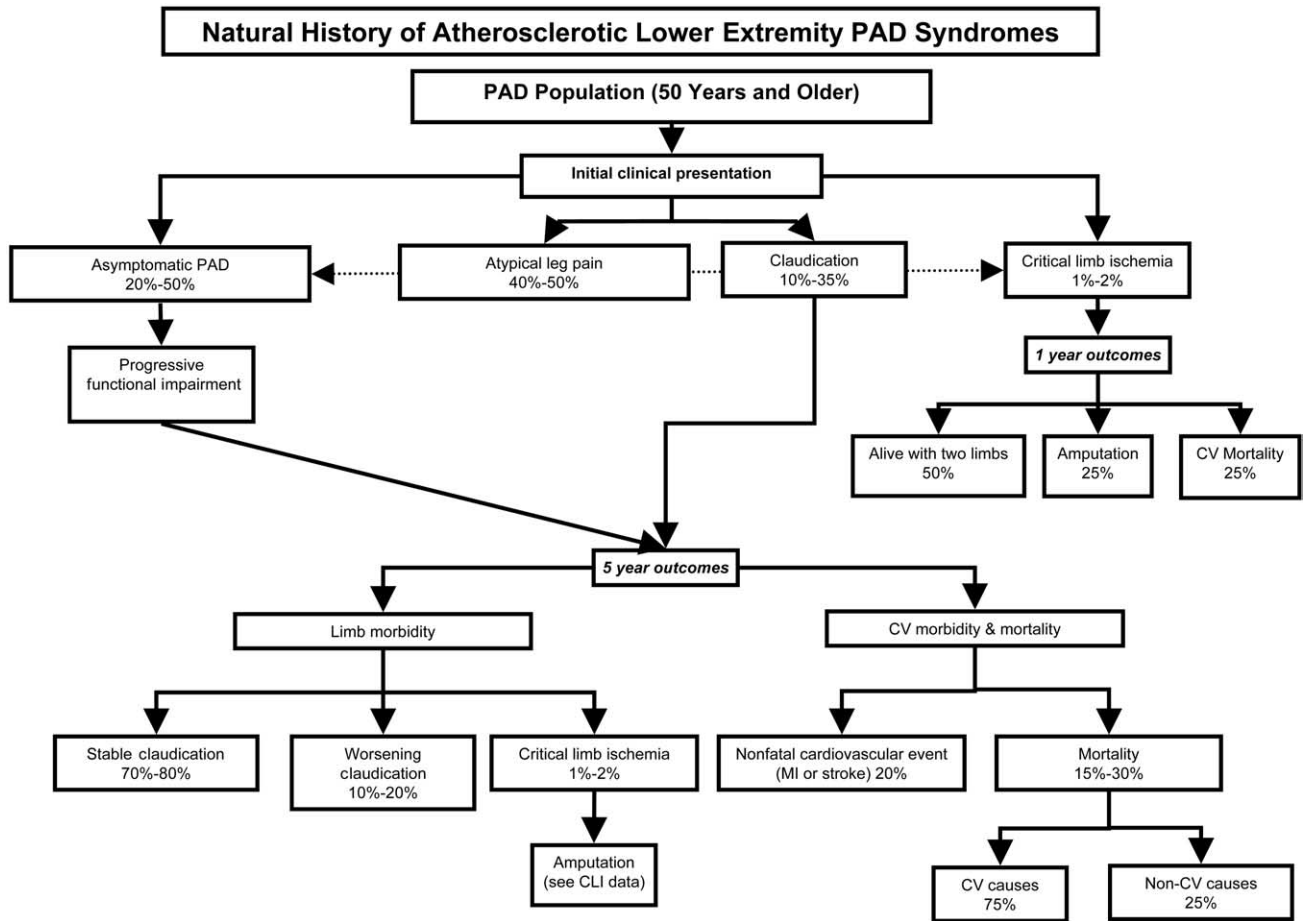 Natural History of Atherosclerotic Lower Extremity PAD Syndromes
PAD Population (50 Years and Older)
Initial clinical presentation
Asymptomatic PAD
20%-50%
Atypical leg pain
40%-50%
Claudication
10%-35%
Critical limb ischemia
1%-2%
Progressive
functional impairment
1 year outcomes
Alive with two limbs
50%
Amputation
25%
CV Mortality
25%
5 year outcomes
Limb morbidity
CV morbidity & mortality
Stable claudication
70%-80%
Worsening
claudication
10%-20%
Critical limb ischemia
1%-2%
Nonfatal cardiovascular event
(MI or stroke) 20%
Mortality
15%-30%
Amputation
(see CLI data)
CV causes
75%
Non-CV causes
25%